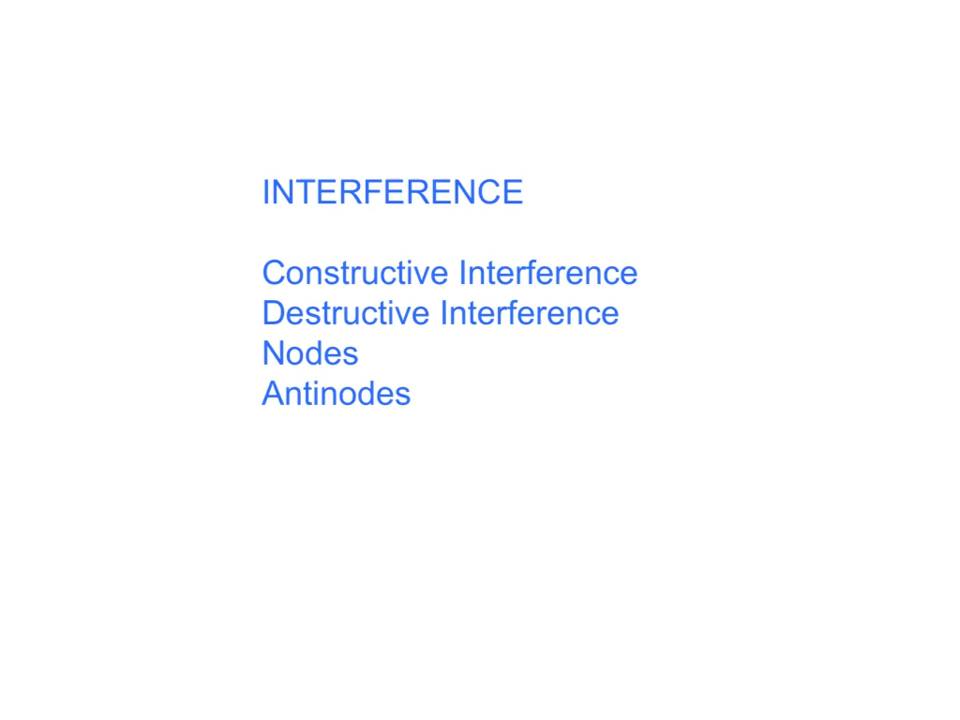 INTERFERENCE
Constructive Interference
Destructive Interference
Nodes
Antinodes